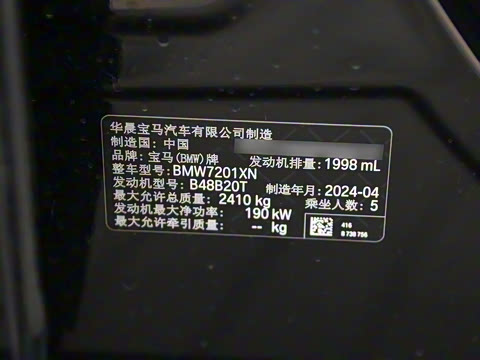 华晨宝马汽车有限公司制造
制造国: 中国
品牌: 宝马(BMW)牌 发动机排量: 1998 mL
整车型号: BMW7201XN
发动机型号: B48B20T 制造年月: 2024-04
最大允许总质量: 2410 kg 乘坐人数: 5
发动机最大净功率: 190 kW
最大允许牵引质量: -- kg
416
8 738 756